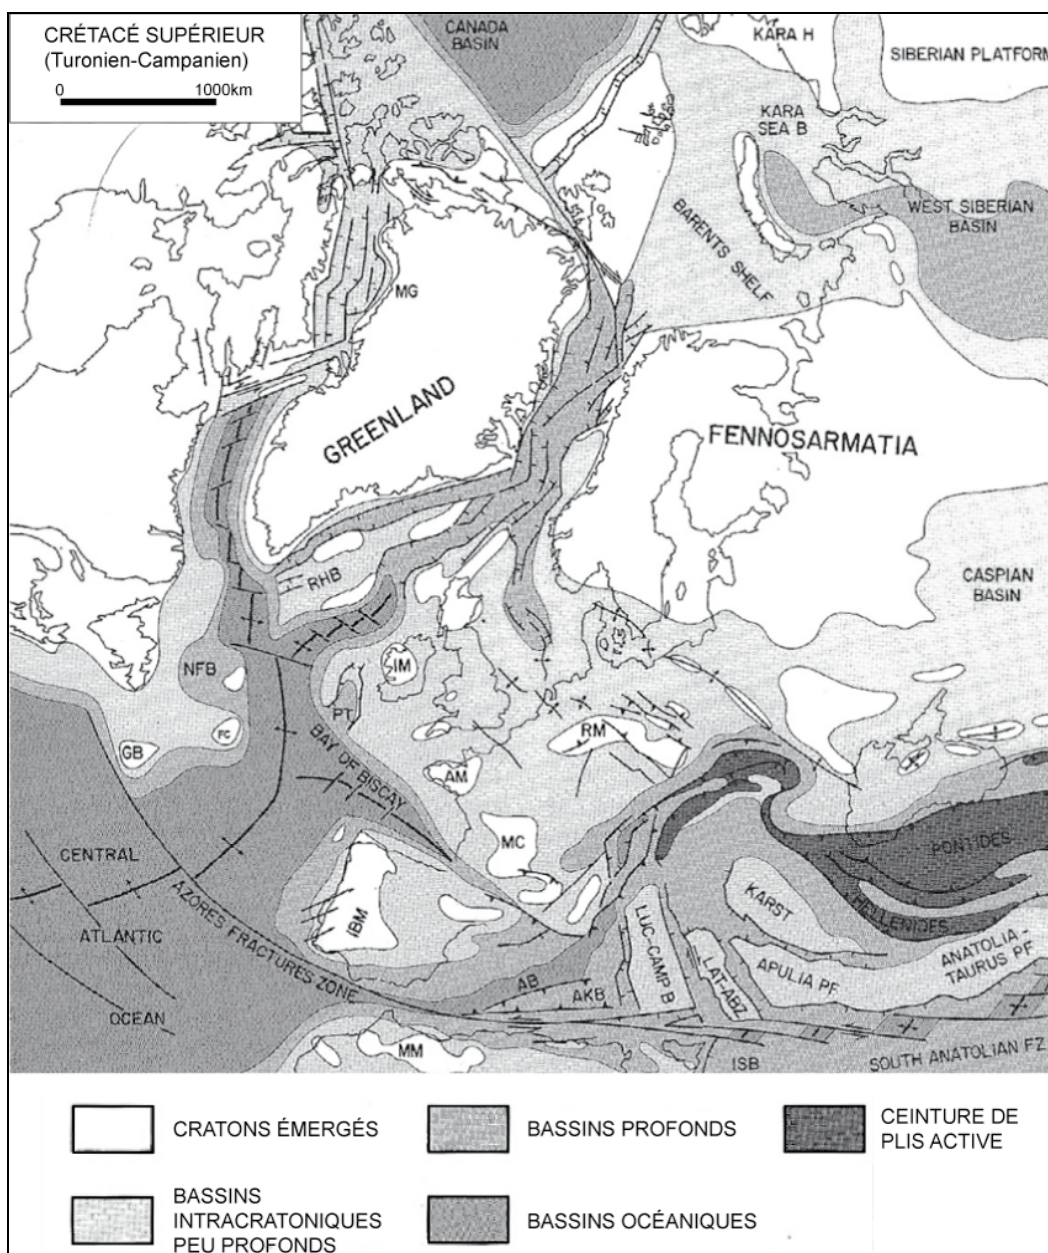 CRÉTACÉ SUPÉRIEUR
(Turonien-Campanien)
0 1000km
CANADA
BASIN
KARA H
SIBERIAN PLATFORM
KARA
SEA B
WEST SIBERIAN
BASIN
BARENTS SHELF
MG
GREENLAND
FENNOSARMATIA
RHB
CASPIAN
BASIN
NFB
IM
PT
FC
GB
RM
BAY OF BISCAY
AM
MC
CENTRAL
ATLANTIC
OCEAN
AZORES FRACTURES ZONE
IBM
PONTIDES
HELLENIDES
KARST
ANATOLIA -
TAURUS PF
LUC-CAMP B
LAT-ABZ
APULIA PF
AB
AKB
MM
ISB
SOUTH ANATOLIAN FZ
CRATONS ÉMERGÉS
BASSINS PROFONDS
CEINTURE DE
PLIS ACTIVE
BASSINS
INTRACRATONIQUES
PEU PROFONDS
BASSINS OCÉANIQUES